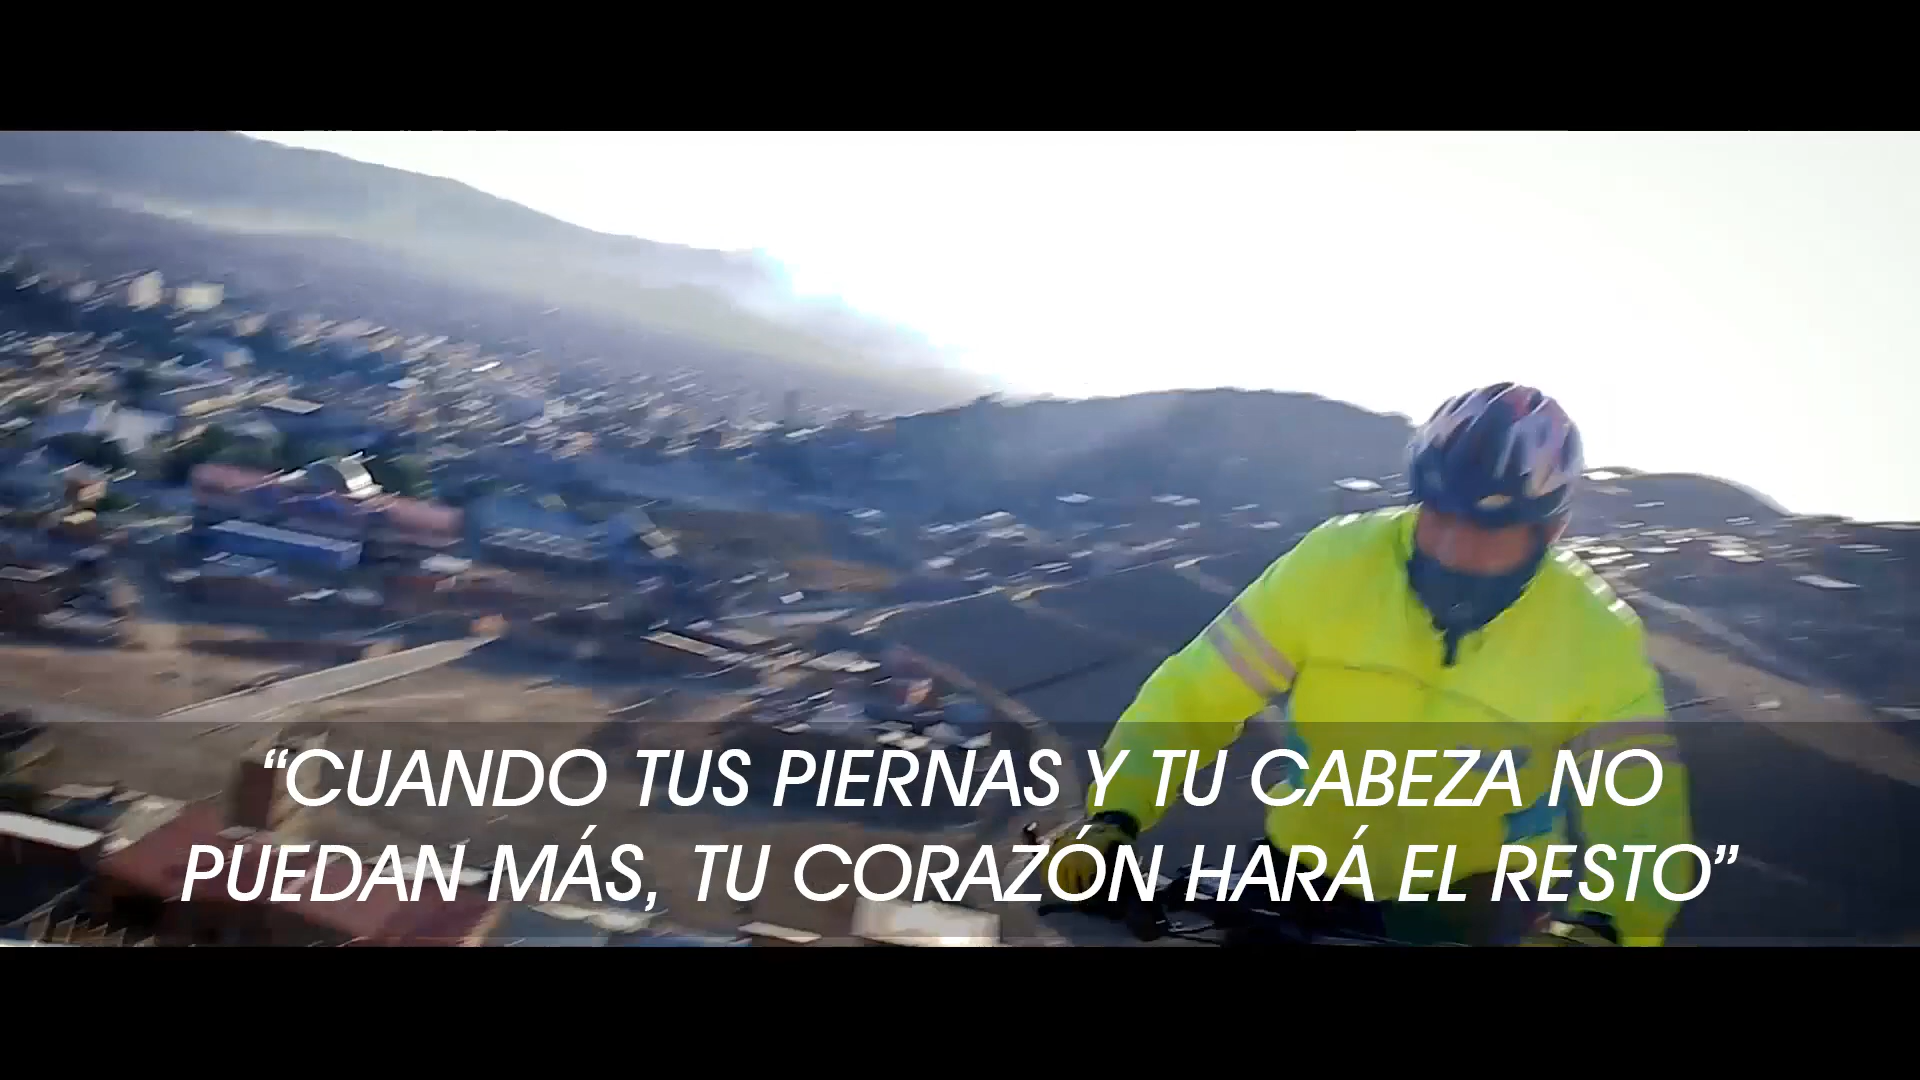 “CUANDO TUS PIERNAS Y TU CABEZA NO
PUEDAN MÁS, TU CORAZÓN HARÁ EL RESTO”